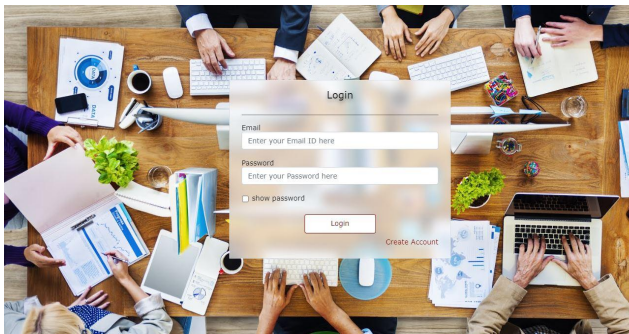 Login
Email
Enter your Email ID here
Password
Enter your Password here
show password
Login
Create Account